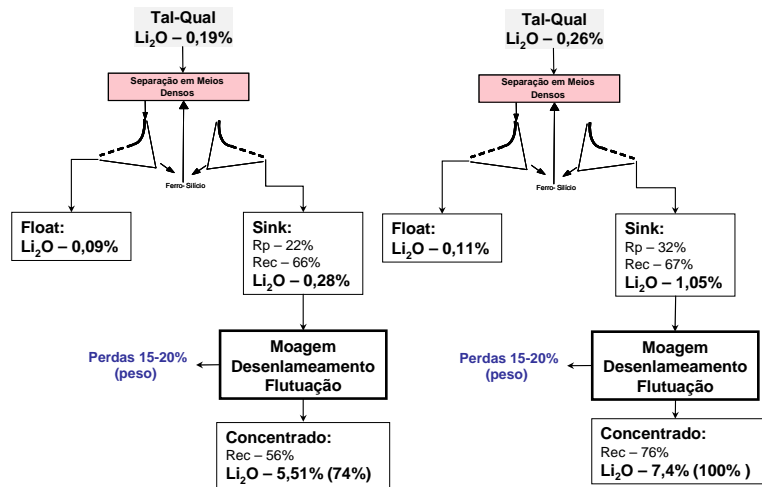 Tal-Qual
Li₂O – 0,19%
Separação em Meios
Densos
Ferro- Silício
Float:
Li₂O – 0,09%
Sink:
Rp – 22%
Rec – 66%
Li₂O – 0,28%
Perdas 15-20%
(peso)
Moagem
Desenlameamento
Flutuação
Concentrado:
Rec – 56%
Li₂O – 5,51% (74%)
Tal-Qual
Li₂O – 0,26%
Separação em Meios
Densos
Ferro- Silício
Float:
Li₂O – 0,11%
Sink:
Rp – 32%
Rec – 67%
Li₂O – 1,05%
Perdas 15-20%
(peso)
Moagem
Desenlameamento
Flutuação
Concentrado:
Rec – 76%
Li₂O – 7,4% (100% )